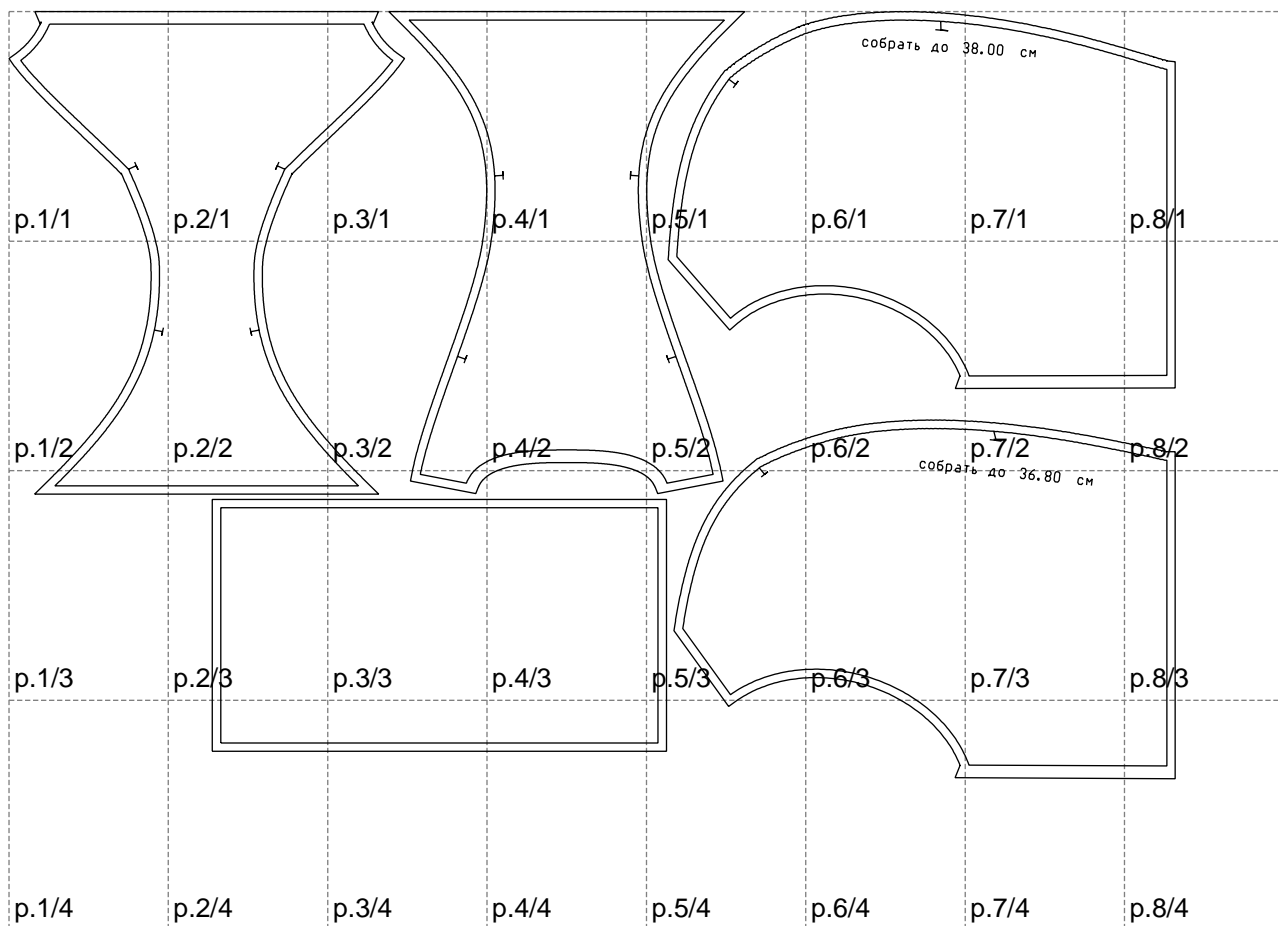 собрать до 38.00 см
p.1/1 p.2/1 p.3/1 p.4/1 p.5/1 p.6/1 p.7/1 p.8/1
p.1/2 p.2/2 p.3/2 p.4/2 p.5/2 p.6/2 p.7/2 p.8/2
собрать до 36.80 см
p.1/3 p.2/3 p.3/3 p.4/3 p.5/3 p.6/3 p.7/3 p.8/3
p.1/4 p.2/4 p.3/4 p.4/4 p.5/4 p.6/4 p.7/4 p.8/4